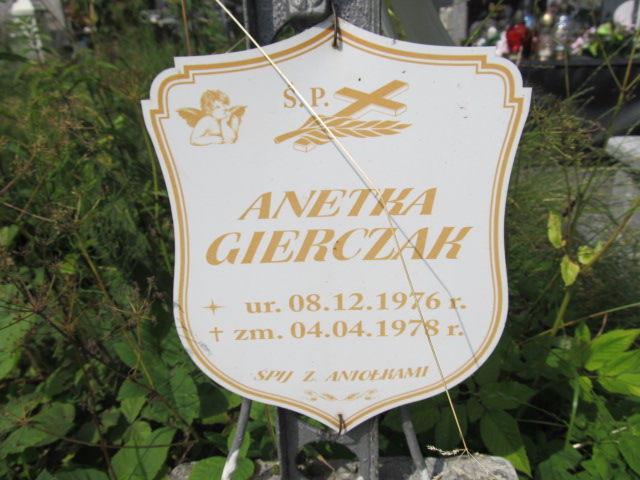 Ś.P.
ANETKA
GIERCZAK
ur. 08.12.1976 r.
† zm. 04.04.1978 r.
ŚPIJ Z ANIOŁKAMI